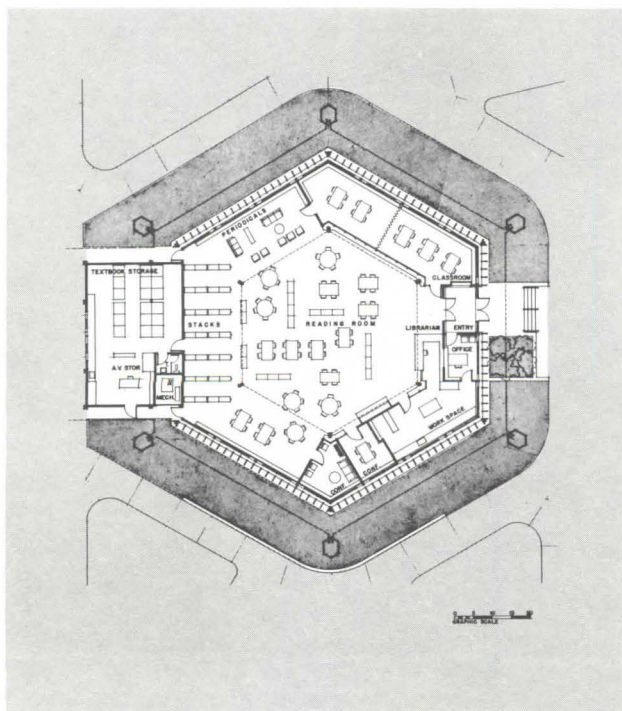 PERIODICALS
CLASSROOM
TEXTBOOK STORAGE
STACKS
READING ROOM
LIBRARIAN
ENTRY
OFFICE
A.V. STOR.
MECH.
WORK SPACE
CONF.
CONF.
GRAPHIC SCALE